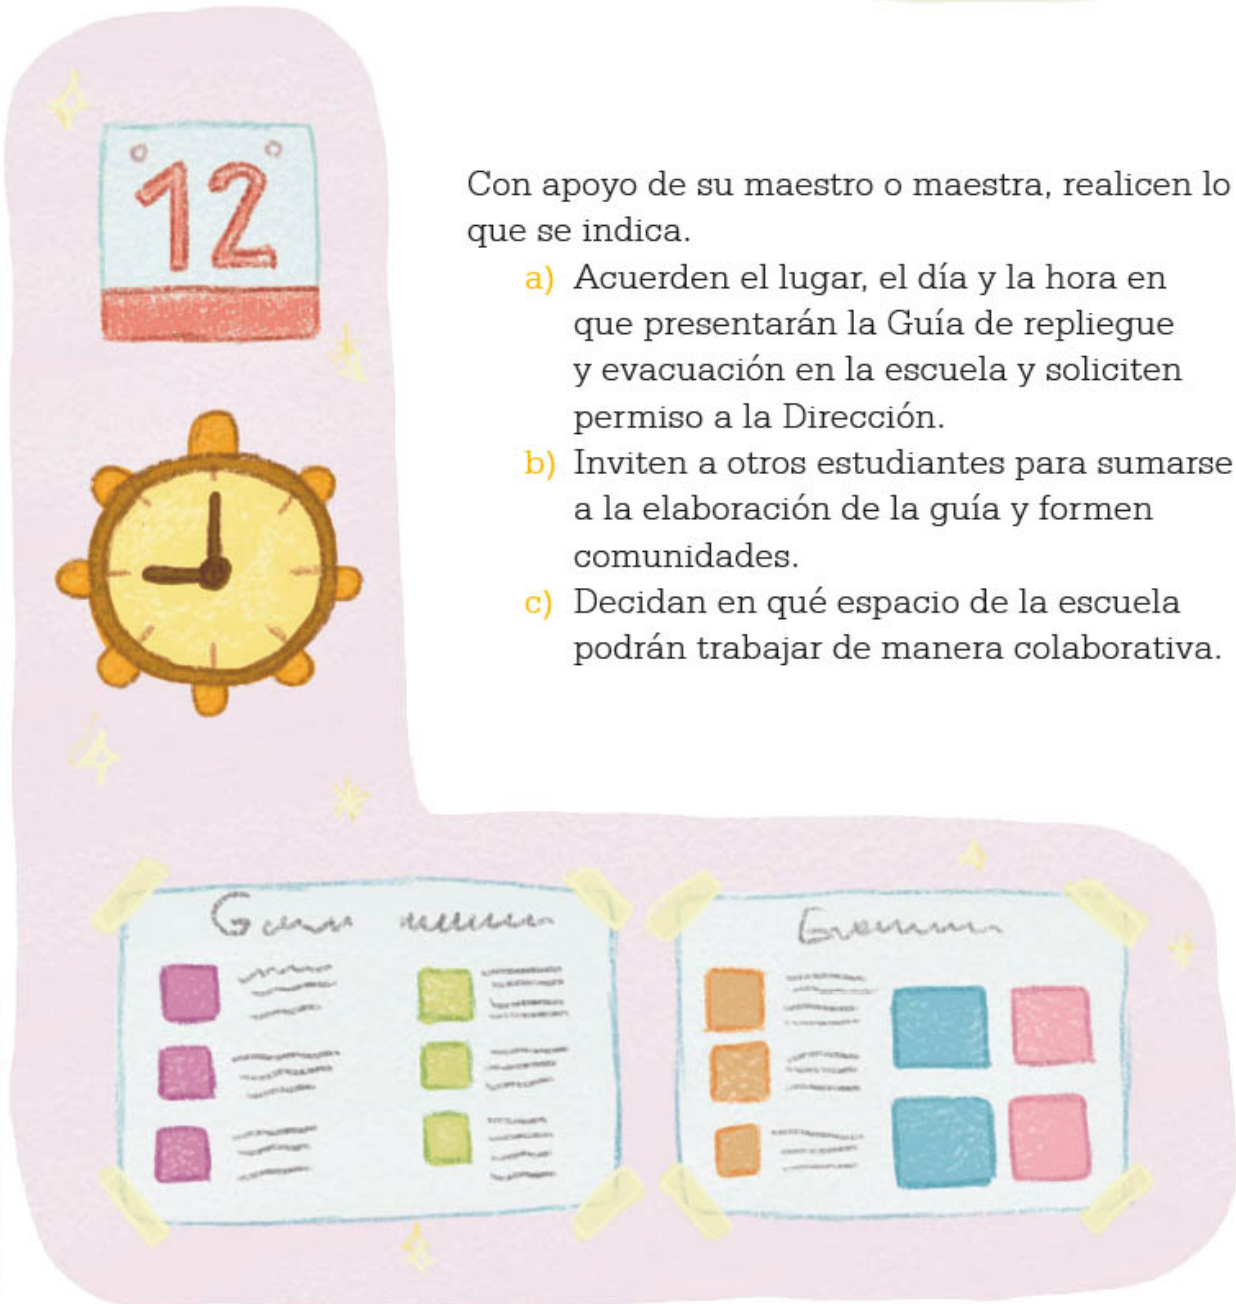 12
Con apoyo de su maestro o maestra, realicen lo
que se indica.
a) Acuerden el lugar, el día y la hora en
que presentarán la Guía de repliegue
y evacuación en la escuela y soliciten
permiso a la Dirección.
b) Inviten a otros estudiantes para sumarse
a la elaboración de la guía y formen
comunidades.
c) Decidan en qué espacio de la escuela
podrán trabajar de manera colaborativa.